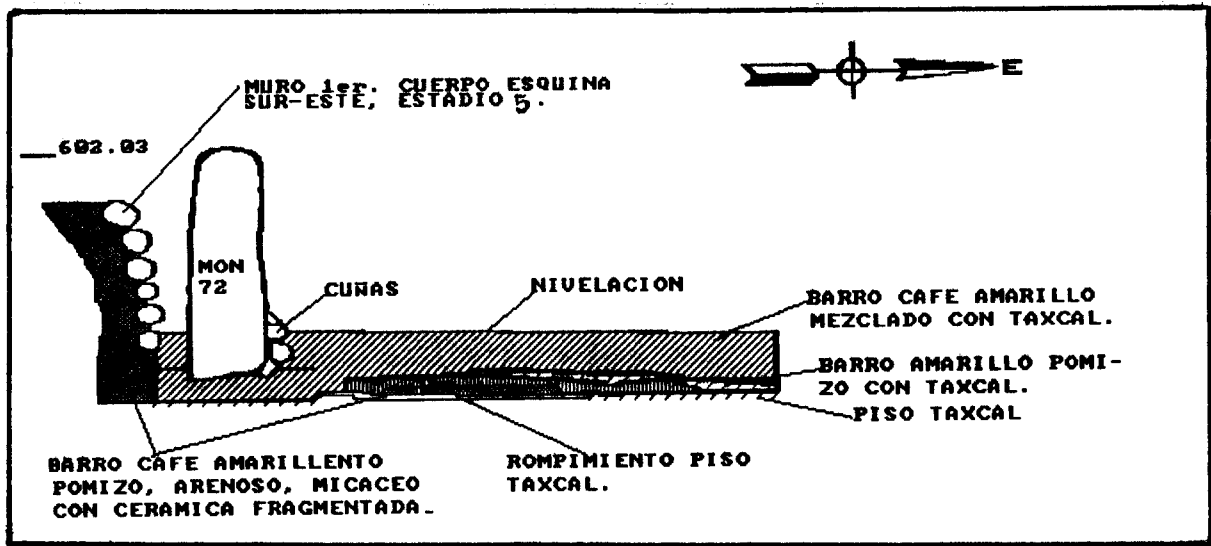 MURO 1er. CUERPO ESQUINA
SUR-ESTE, ESTADIO 5.
E
602.03
MON
72
CUÑAS
NIVELACION
BARRO CAFE AMARILLO
MEZCLADO CON TAXCAL.
BARRO AMARILLO POMI-
ZO CON TAXCAL.
PISO TAXCAL
BARRO CAFE AMARILLENTO
POMIZO, ARENOSO, MICACEO
CON CERAMICA FRAGMENTADA.
ROMPIMIENTO PISO
TAXCAL.